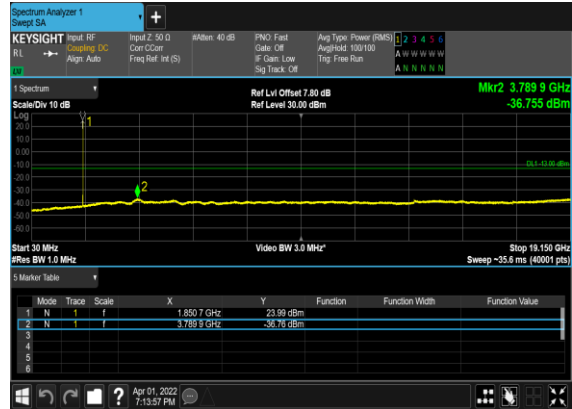 Spectrum Analyzer 1
Swept SA
+
KEYSIGHT Input: RF Input Z: 50 Ω #Atten: 40 dB PNO: Fast Avg Type: Power (RMS) 1 2 3 4 5 6
RL Coupling: DC Corr CCorr Gate: Off Avg|Hold: 100/100 A W W W W W
Align: Auto Freq Ref: Int (S) IF Gain: Low Trig: Free Run
Sig Track: Off A N N N N N
1 Spectrum Ref Lvl Offset 7.80 dB Mkr2 3.789 9 GHz
Scale/Div 10 dB Ref Level 30.00 dBm -36.755 dBm
Log
1
20.0
10.0
0.00
-10.0
DL1 -13.00 dBm
-20.0
-30.0
2
-40.0
-50.0
-60.0
Start 30 MHz Video BW 3.0 MHz* Stop 19.150 GHz
#Res BW 1.0 MHz Sweep ~35.6 ms (40001 pts)
5 Marker Table
Mode Trace Scale X Y Function Function Width Function Value
1 N 1 f 1.850 7 GHz 23.99 dBm
2 N 1 f 3.789 9 GHz -36.76 dBm
3
4
5
6
? Apr 01, 2022
7:13:57 PM